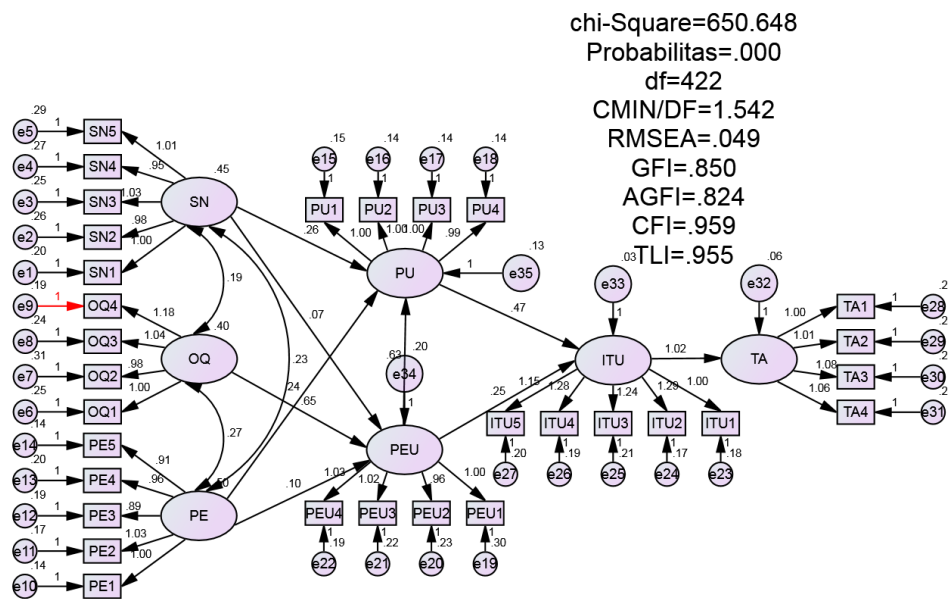 chi-Square=650.648
Probabilitas=.000
df=422
CMIN/DF=1.542
RMSEA=.049
GFI=.850
AGFI=.824
CFI=.959
TLI=.955
.29
e5 1 SN5 1.01
.27
e4 1 SN4 .95
.25
e3 1 SN3 1.03
.26
e2 1 SN2 .98
.20
e1 1 SN1 1.00
.45
SN
.19
e9 1 OQ4 1.18
.24
e8 1 OQ3 1.04
.31
e7 1 OQ2 .98
.25
e6 1 OQ1 1.00
.40
OQ
.14
e14 1 PE5 .91
.20
e13 1 PE4 .96
.19
e12 1 PE3 .89
.17
e11 1 PE2 1.03
.14
e10 1 PE1 1.00
.50
PE
.19
.23
.27
.26
.07
.24
.65
.10
.15 .14 .14 .14
e15 e16 e17 e18
1 1 1 1
PU1 PU2 PU3 PU4
1.00 1.00 1.00 .99
PU
1 e35 .13
.63
.20
e34
1
PEU
1.03 1.02 .96 1.00
PEU4 PEU3 PEU2 PEU1
1 1 1 1
.19 .22 .23 .30
e22 e21 e20 e19
.47
.25
.03
e33
1
ITU
1.15 1.28 1.24 1.29 1.00
ITU5 ITU4 ITU3 ITU2 ITU1
1 1 1 1 1
.20 .19 .21 .17 .18
e27 e26 e25 e24 e23
1.02
.06
e32
1
TA
1.00 TA1 1 e28 .2
1.01 TA2 1 e29 .2
1.08 TA3 1 e30 .2
1.06 TA4 1 e31 .2